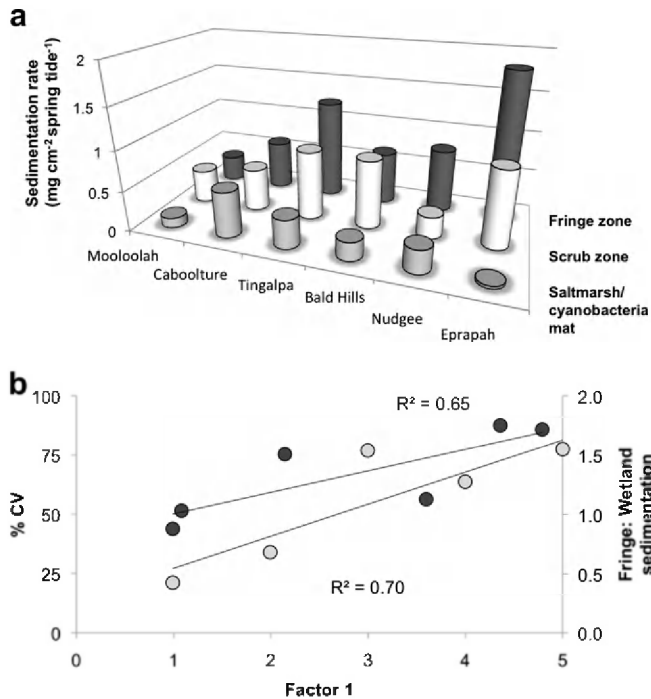 a
Sedimentation rate
(mg cm⁻² spring tide⁻¹)
2
1.5
1
0.5
0
Mooloolah
Caboolture
Tingalpa
Bald Hills
Nudgee
Eprapah
Fringe zone
Scrub zone
Saltmarsh/
cyanobacteria
mat
b
% CV
100
75
50
25
0
R² = 0.65
R² = 0.70
2.0
1.5
1.0
0.5
0.0
Fringe: Wetland
sedimentation
0 1 2 3 4 5
Factor 1